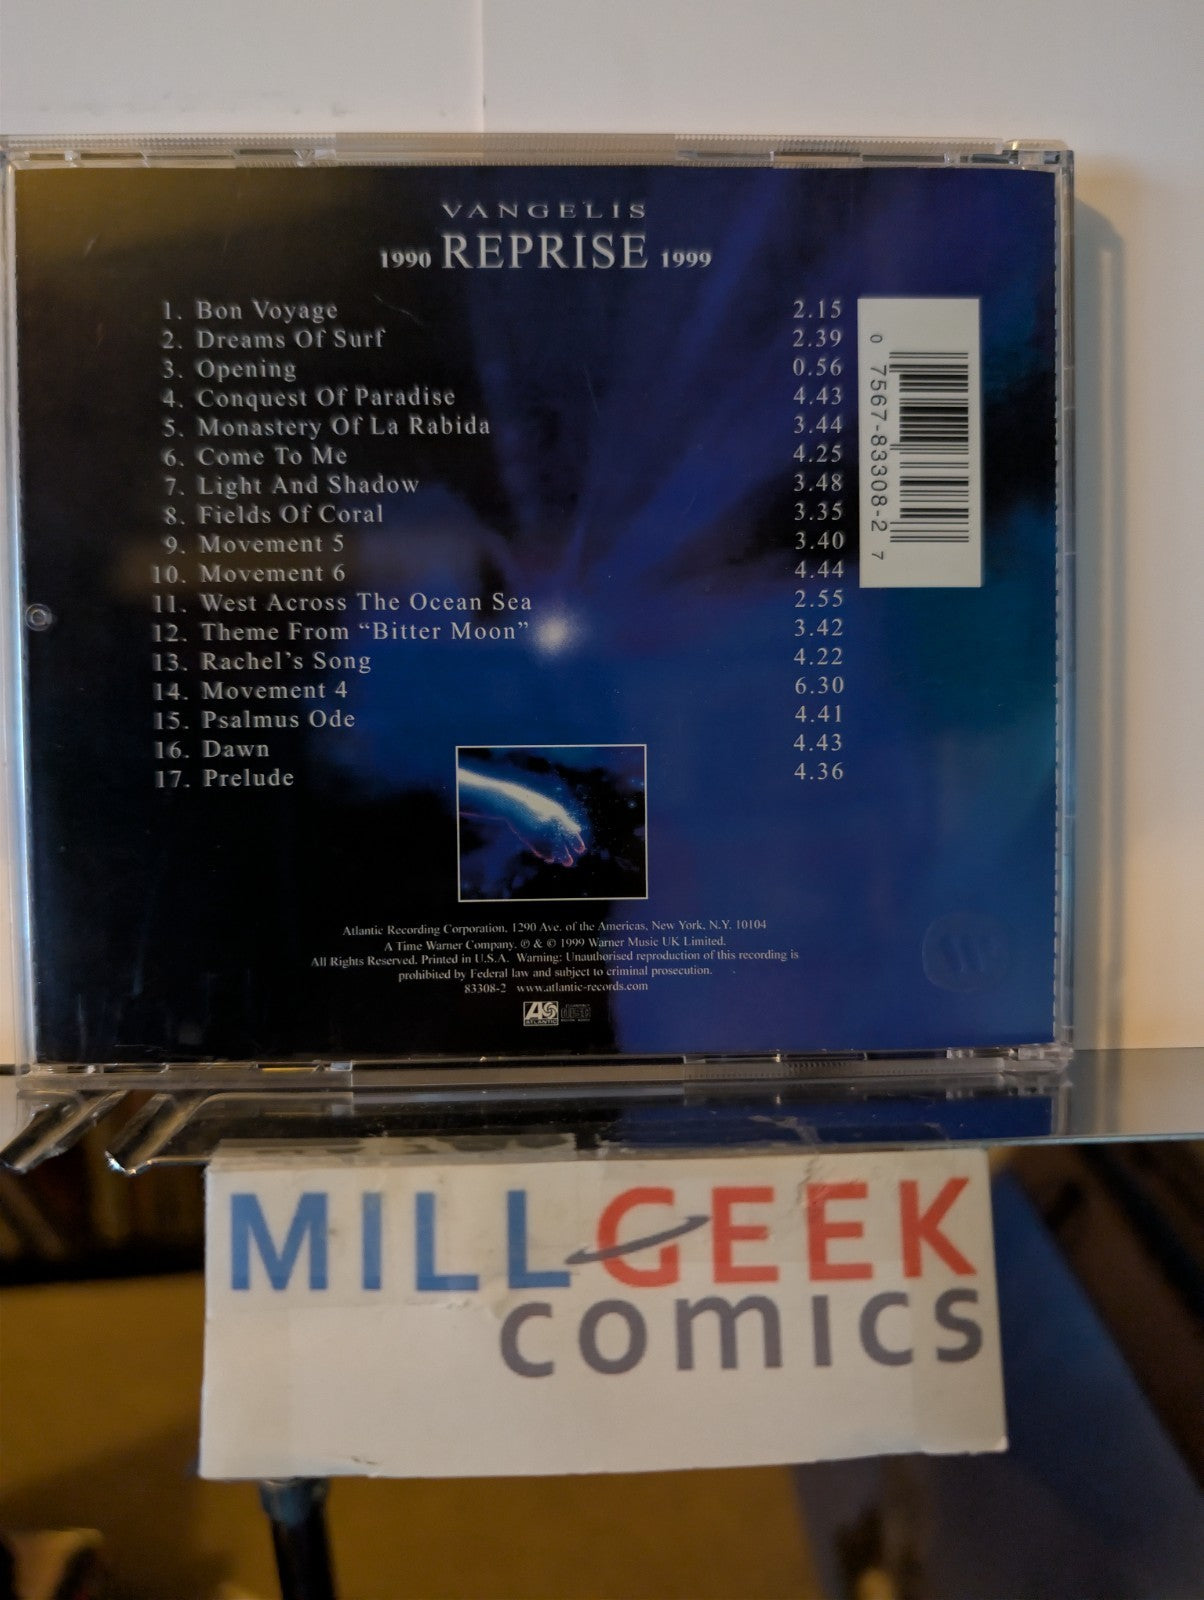 VANGELIS
1990 REPRISE 1999
1. Bon Voyage 2.15
2. Dreams Of Surf 2.39
3. Opening 0.56
4. Conquest Of Paradise 4.43
5. Monastery Of La Rabida 3.44
6. Come To Me 4.25
7. Light And Shadow 3.48
8. Fields Of Coral 3.35
9. Movement 5 3.40
10. Movement 6 4.44
11. West Across The Ocean Sea 2.55
12. Theme From “Bitter Moon” 3.42
13. Rachel’s Song 4.22
14. Movement 4 6.30
15. Psalmus Ode 4.41
16. Dawn 4.43
17. Prelude 4.36
0 7567-83308-2 7
Atlantic Recording Corporation, 1290 Ave. of the Americas, New York, N.Y. 10104
A Time Warner Company. ℗ & © 1999 Warner Music UK Limited.
All Rights Reserved. Printed in U.S.A. Warning: Unauthorised reproduction of this recording is
prohibited by Federal law and subject to criminal prosecution.
83308-2 www.atlantic-records.com
ATLANTIC
MILL GEEK
comics